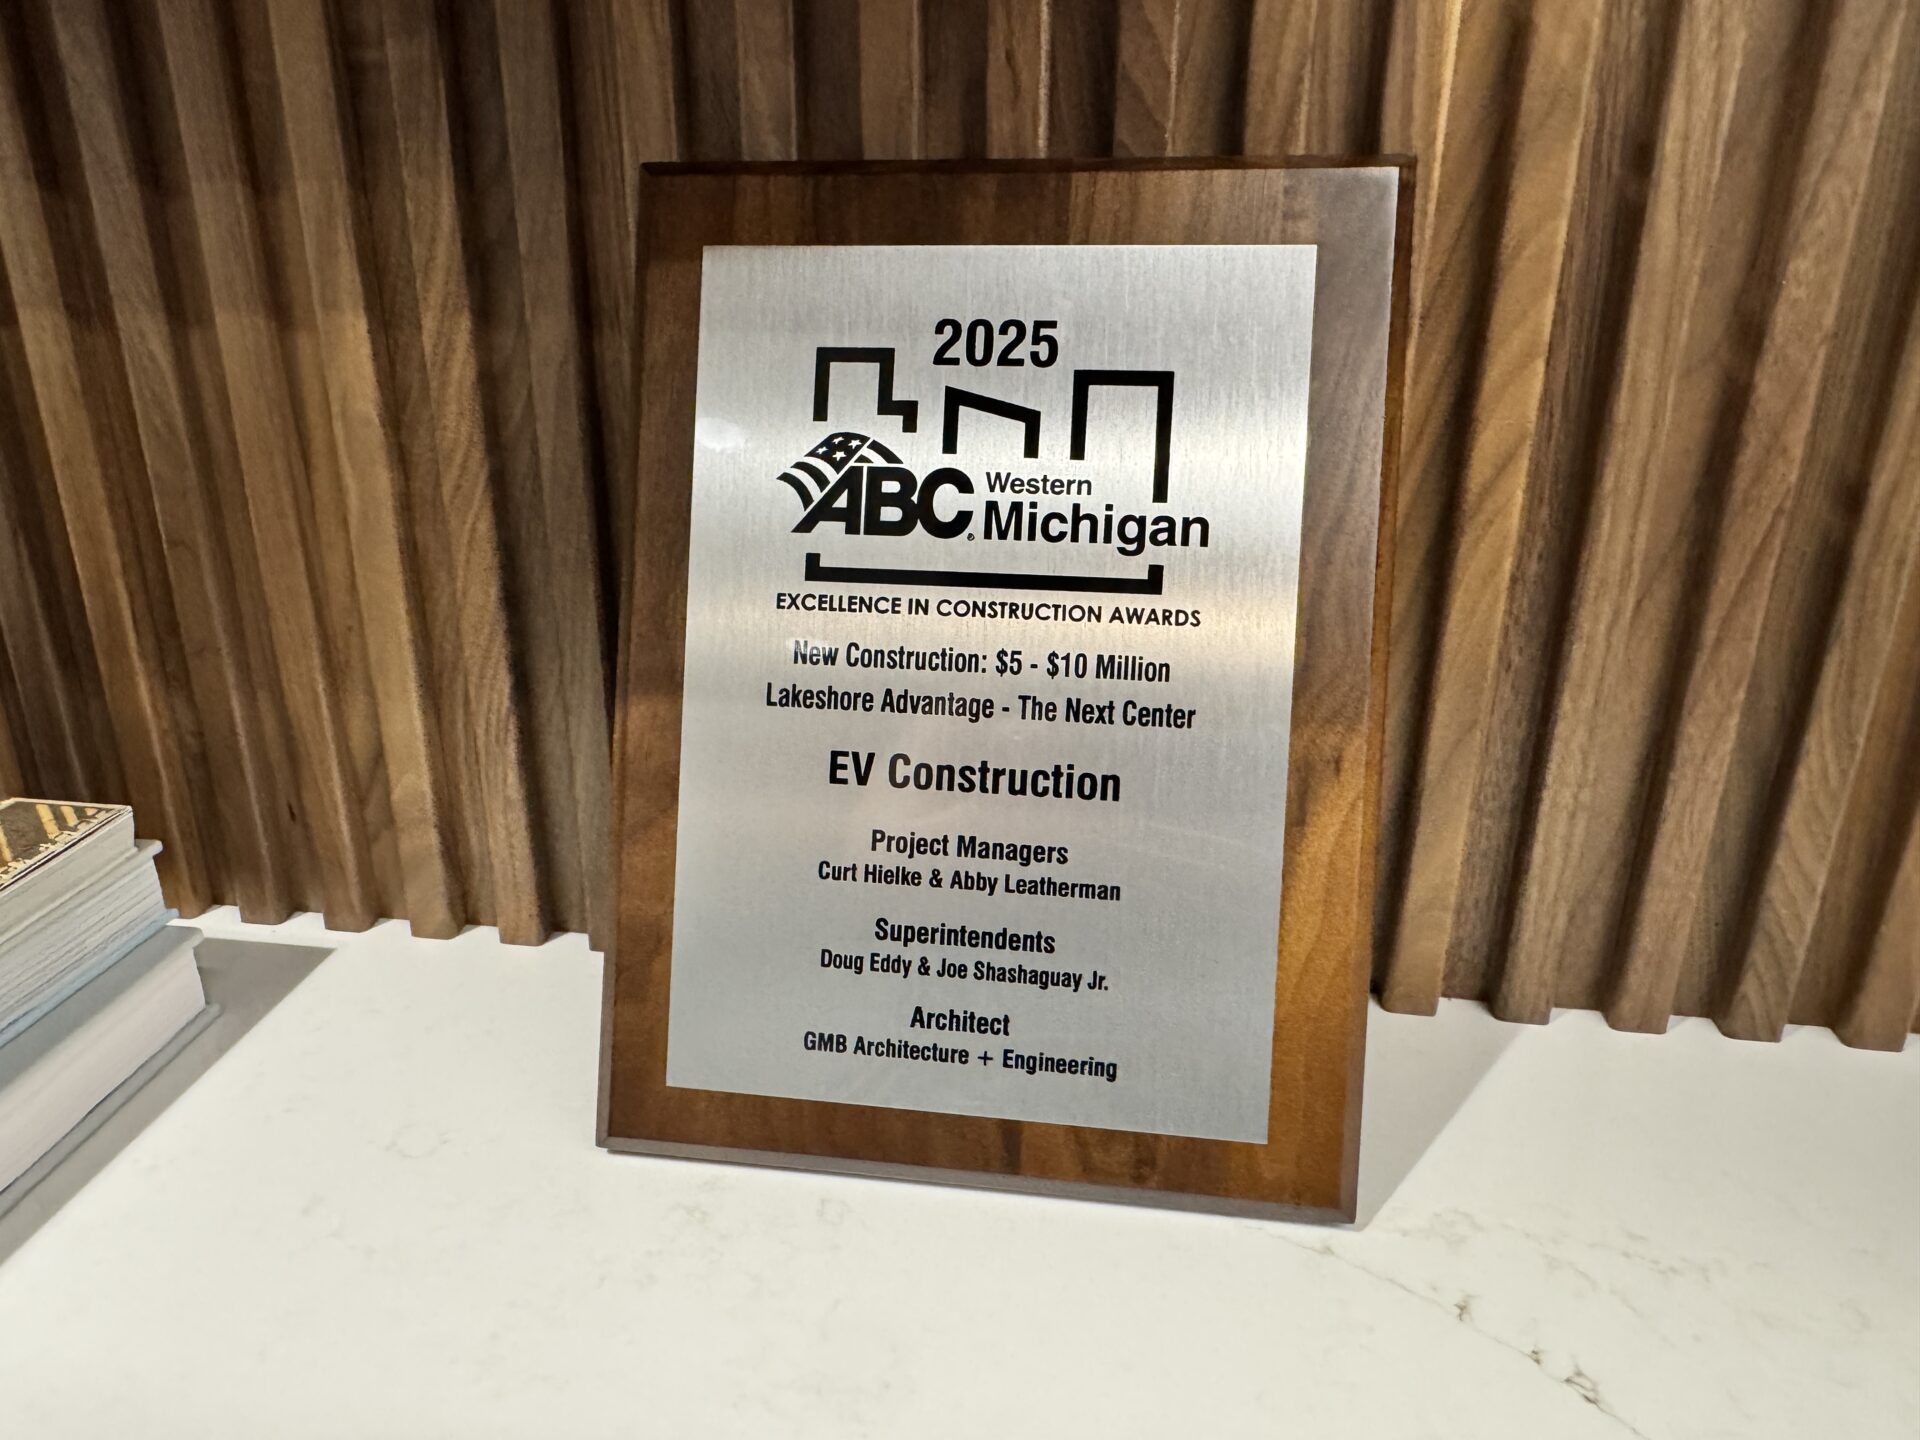 2025
ABC® Western
Michigan
EXCELLENCE IN CONSTRUCTION AWARDS
New Construction: $5 - $10 Million
Lakeshore Advantage - The Next Center
EV Construction
Project Managers
Curt Hielke & Abby Leatherman
Superintendents
Doug Eddy & Joe Shashaguay Jr.
Architect
GMB Architecture + Engineering